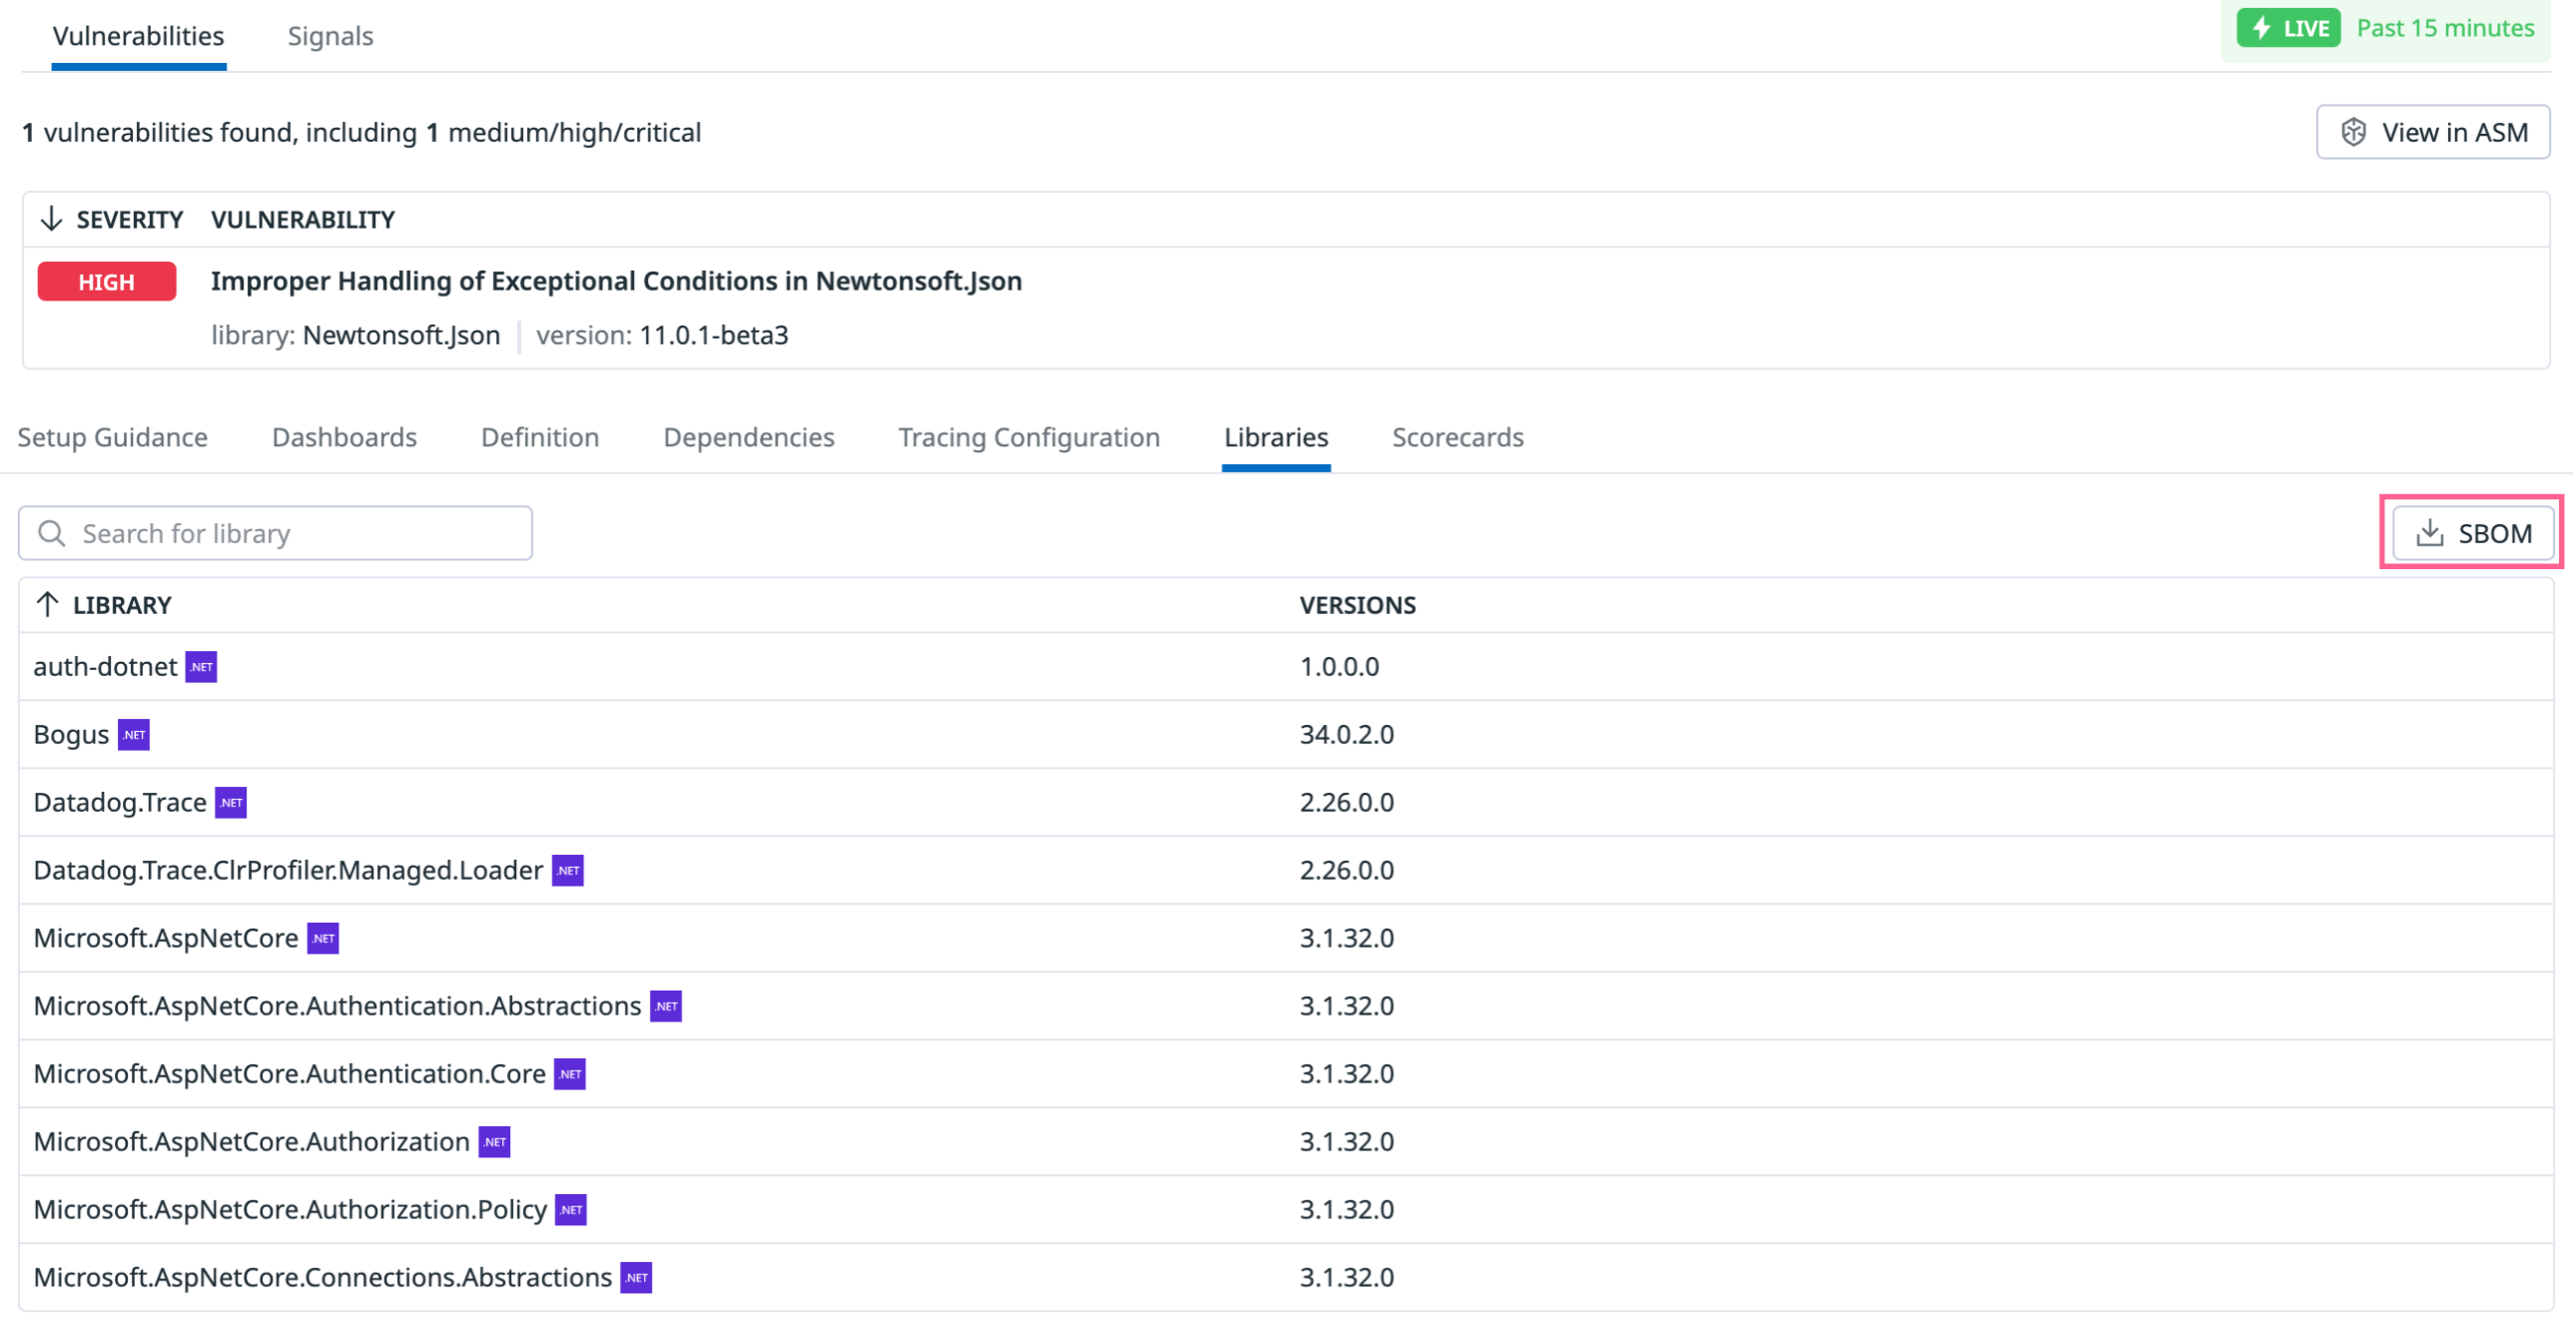 Vulnerabilities Signals LIVE Past 15 minutes
1 vulnerabilities found, including 1 medium/high/critical View in ASM
SEVERITY VULNERABILITY
HIGH Improper Handling of Exceptional Conditions in Newtonsoft.Json
library: Newtonsoft.Json version: 11.0.1-beta3
Setup Guidance Dashboards Definition Dependencies Tracing Configuration Libraries Scorecards
Search for library SBOM
LIBRARY VERSIONS
auth-dotnet .NET 1.0.0.0
Bogus .NET 34.0.2.0
Datadog.Trace .NET 2.26.0.0
Datadog.Trace.ClrProfiler.Managed.Loader .NET 2.26.0.0
Microsoft.AspNetCore .NET 3.1.32.0
Microsoft.AspNetCore.Authentication.Abstractions .NET 3.1.32.0
Microsoft.AspNetCore.Authentication.Core .NET 3.1.32.0
Microsoft.AspNetCore.Authorization .NET 3.1.32.0
Microsoft.AspNetCore.Authorization.Policy .NET 3.1.32.0
Microsoft.AspNetCore.Connections.Abstractions .NET 3.1.32.0